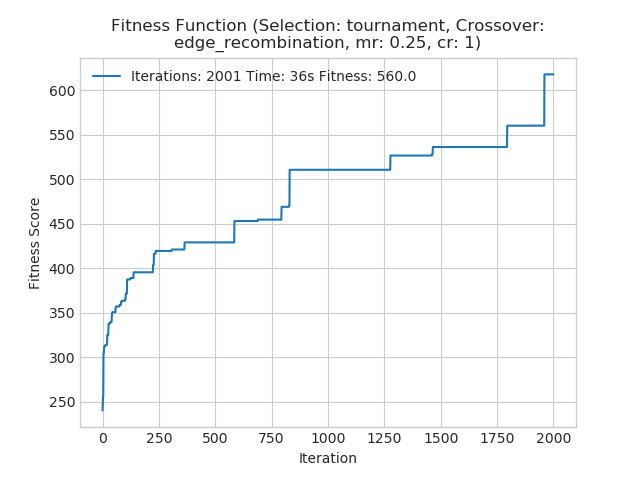 Fitness Function (Selection: tournament, Crossover:
edge_recombination, mr: 0.25, cr: 1)
Iterations: 2001 Time: 36s Fitness: 560.0
600
550
500
450
400
350
300
250
Fitness Score
0 250 500 750 1000 1250 1500 1750 2000
Iteration